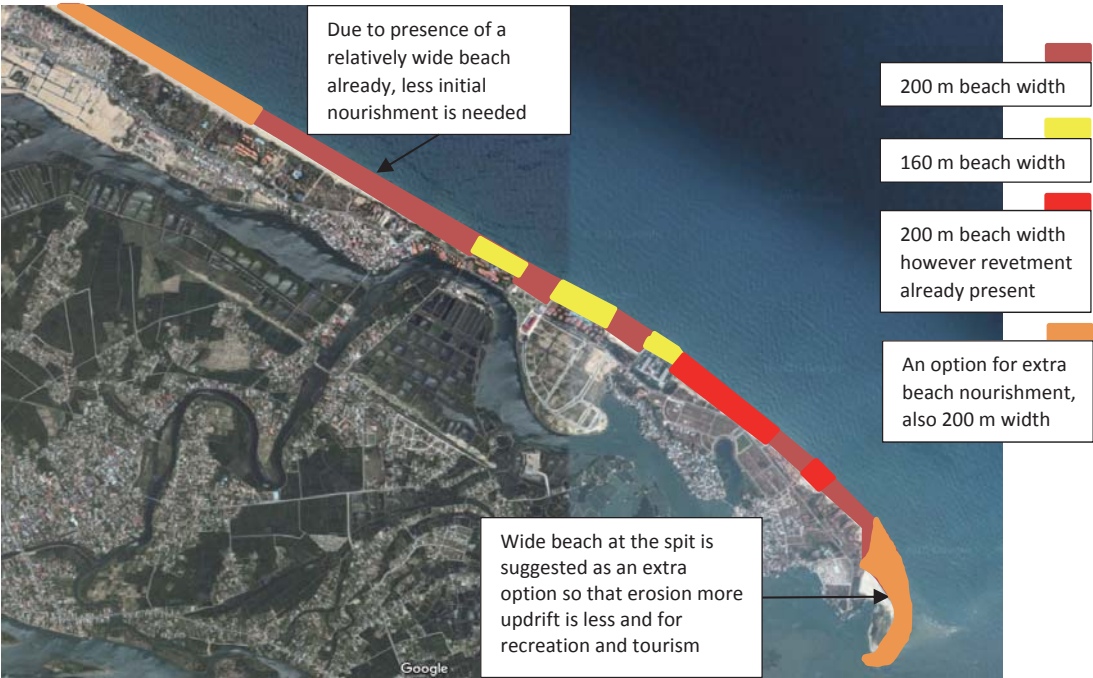 Due to presence of a
relatively wide beach
already, less initial
nourishment is needed
200 m beach width
160 m beach width
200 m beach width
however revetment
already present
An option for extra
beach nourishment,
also 200 m width
Wide beach at the spit is
suggested as an extra
option so that erosion more
updrift is less and for
recreation and tourism
Google